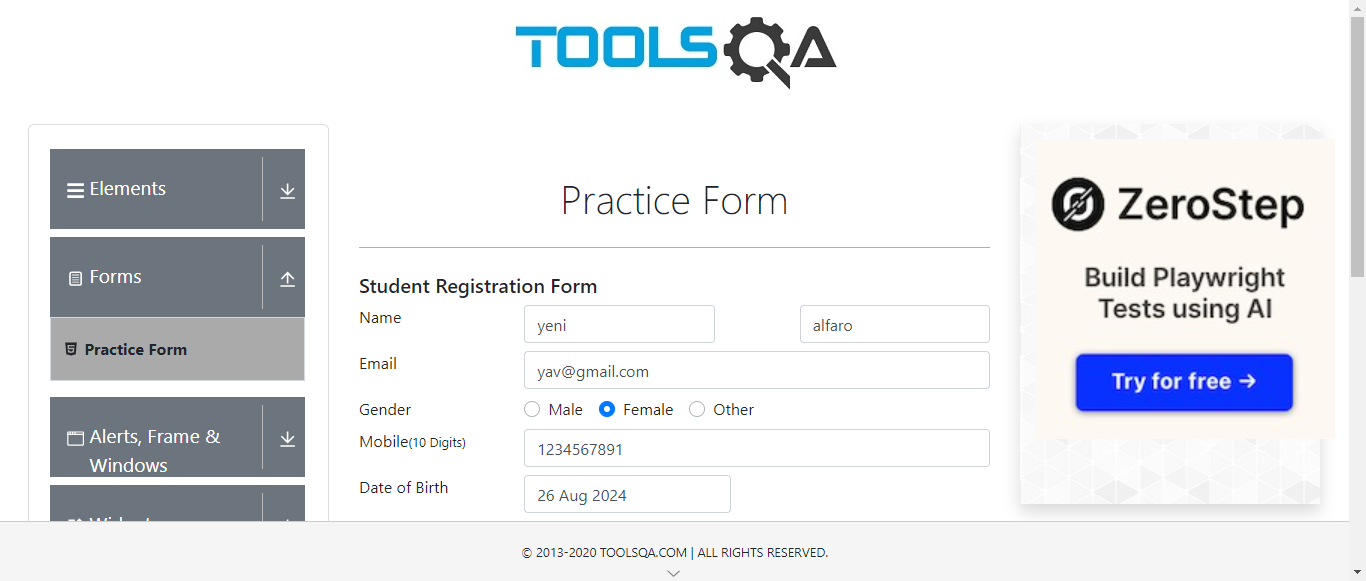 TOOLSQA
Elements
Forms
Practice Form
Alerts, Frame &
Windows
Practice Form
Student Registration Form
Name
yeni
alfaro
Email
yav@gmail.com
Gender
Male
Female
Other
Mobile(10 Digits)
1234567891
Date of Birth
26 Aug 2024
ZeroStep
Build Playwright
Tests using AI
Try for free →
© 2013-2020 TOOLSQA.COM | ALL RIGHTS RESERVED.